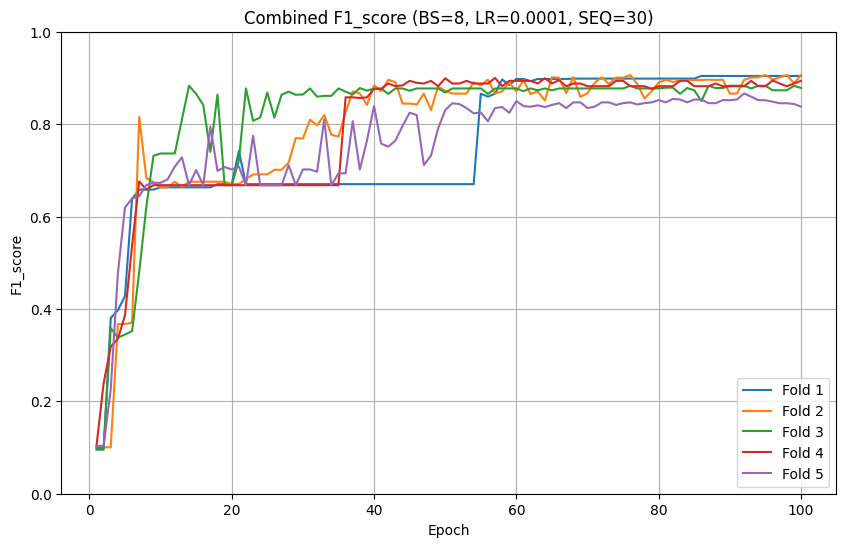 Combined F1_score (BS=8, LR=0.0001, SEQ=30)
F1_score
1.0
0.8
0.6
0.4
0.2
0.0
0
20
40
60
80
100
Epoch
Fold 1
Fold 2
Fold 3
Fold 4
Fold 5